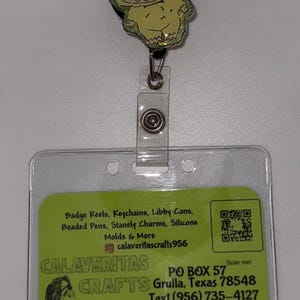 Badge Reels, Keychains, Libby Cans,
Beaded Pens, Stanely Charms, Silicone
Molds & More
calaveritascrafts956
Scan me!
CALAVERITAS
CRAFTS
PO BOX 57
Grulla, Texas 78548
Text (956) 735-4127